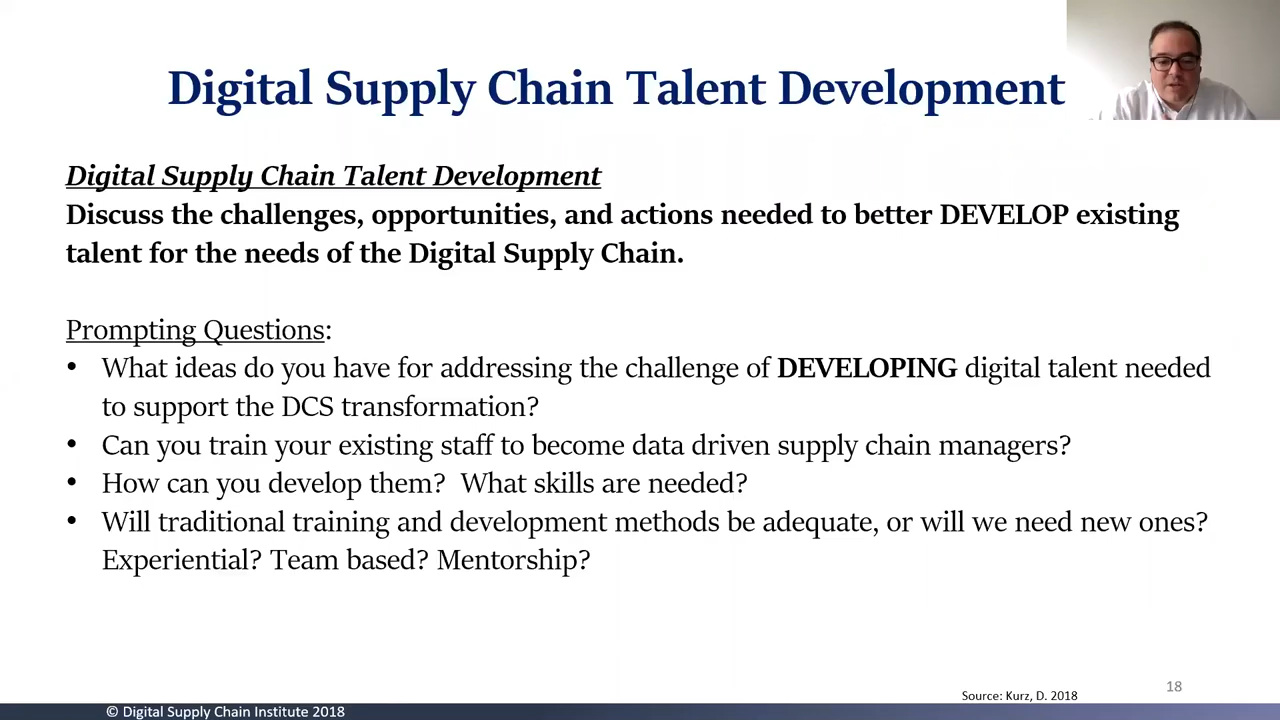 Digital Supply Chain Talent Development
Digital Supply Chain Talent Development
Discuss the challenges, opportunities, and actions needed to better DEVELOP existing
talent for the needs of the Digital Supply Chain.
Prompting Questions:
• What ideas do you have for addressing the challenge of DEVELOPING digital talent needed
to support the DCS transformation?
• Can you train your existing staff to become data driven supply chain managers?
• How can you develop them?  What skills are needed?
• Will traditional training and development methods be adequate, or will we need new ones?
Experiential? Team based? Mentorship?
18
Source: Kurz, D. 2018
© Digital Supply Chain Institute 2018